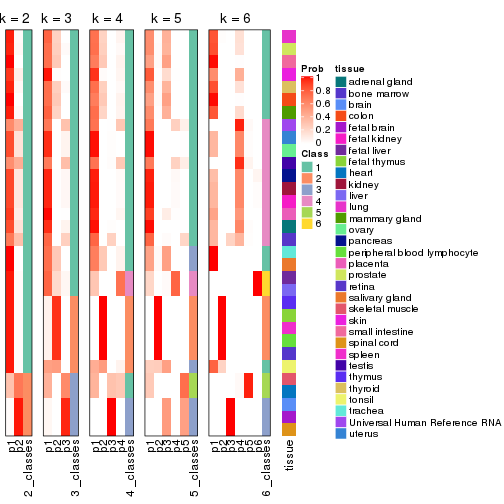 k = 2 k = 3 k = 4 k = 5 k = 6
Prob
1
0.8
0.6
0.4
0.2
0
Class
1
2
3
4
5
6
tissue
adrenal gland
bone marrow
brain
colon
fetal brain
fetal kidney
fetal liver
fetal thymus
heart
kidney
liver
lung
mammary gland
ovary
pancreas
peripheral blood lymphocyte
placenta
prostate
retina
salivary gland
skeletal muscle
skin
small intestine
spinal cord
spleen
testis
thymus
thyroid
tonsil
trachea
Universal Human Reference RNA
uterus
p1
p2
2_classes
p1
p2
p3
3_classes
p1
p2
p3
p4
4_classes
p1
p2
p3
p4
p5
5_classes
p1
p2
p3
p4
p5
p6
6_classes
tissue